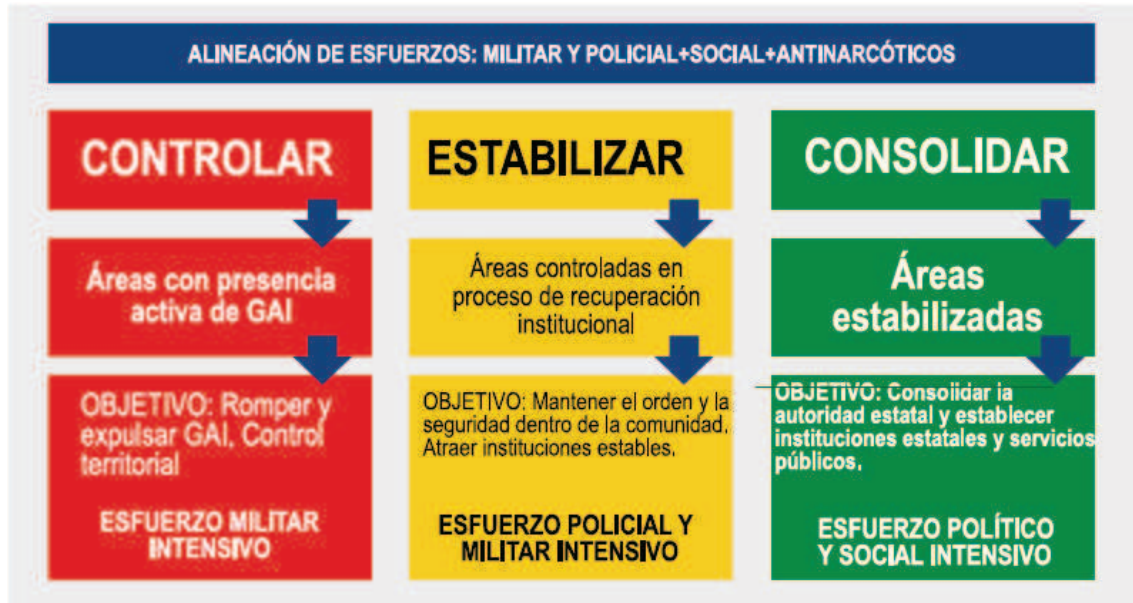 ALINEACIÓN DE ESFUERZOS: MILITAR Y POLICIAL+SOCIAL+ANTINARCÓTICOS
CONTROLAR
Áreas con presencia
activa de GAI
OBJETIVO: Romper y
expulsar GAI, Control
territorial
ESFUERZO MILITAR
INTENSIVO
ESTABILIZAR
Áreas controladas en
proceso de recuperación
institucional
OBJETIVO: Mantener el orden y la
seguridad dentro de la comunidad.
Atraer instituciones estables.
ESFUERZO POLICIAL Y
MILITAR INTENSIVO
CONSOLIDAR
Áreas
estabilizadas
OBJETIVO: Consolidar la
autoridad estatal y establecer
instituciones estatales y servicios
públicos.
ESFUERZO POLÍTICO
Y SOCIAL INTENSIVO